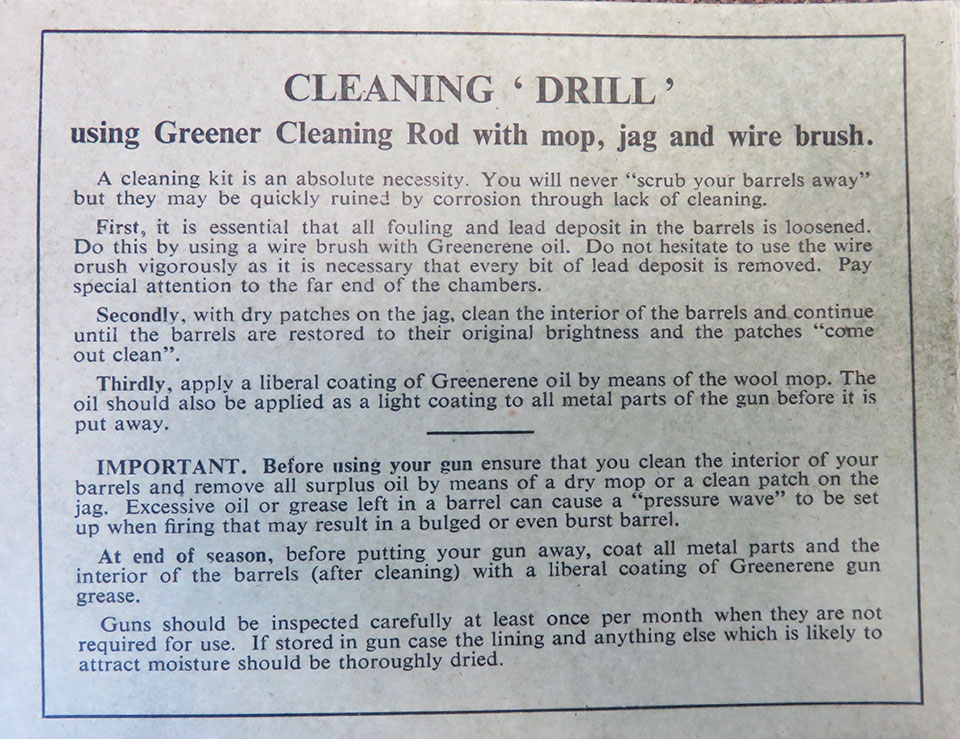 CLEANING ‘ DRILL ’
using Greener Cleaning Rod with mop, jag and wire brush.
A cleaning kit is an absolute necessity. You will never “scrub your barrels away”
but they may be quickly ruined by corrosion through lack of cleaning.
First, it is essential that all fouling and lead deposit in the barrels is loosened.
Do this by using a wire brush with Greenerene oil. Do not hesitate to use the wire
brush vigorously as it is necessary that every bit of lead deposit is removed. Pay
special attention to the far end of the chambers.
Secondly, with dry patches on the jag, clean the interior of the barrels and continue
until the barrels are restored to their original brightness and the patches “come
out clean”.
Thirdly, apply a liberal coating of Greenerene oil by means of the wool mop. The
oil should also be applied as a light coating to all metal parts of the gun before it is
put away.
IMPORTANT. Before using your gun ensure that you clean the interior of your
barrels and remove all surplus oil by means of a dry mop or a clean patch on the
jag. Excessive oil or grease left in a barrel can cause a “pressure wave” to be set
up when firing that may result in a bulged or even burst barrel.
At end of season, before putting your gun away, coat all metal parts and the
interior of the barrels (after cleaning) with a liberal coating of Greenerene gun
grease.
Guns should be inspected carefully at least once per month when they are not
required for use. If stored in gun case the lining and anything else which is likely to
attract moisture should be thoroughly dried.